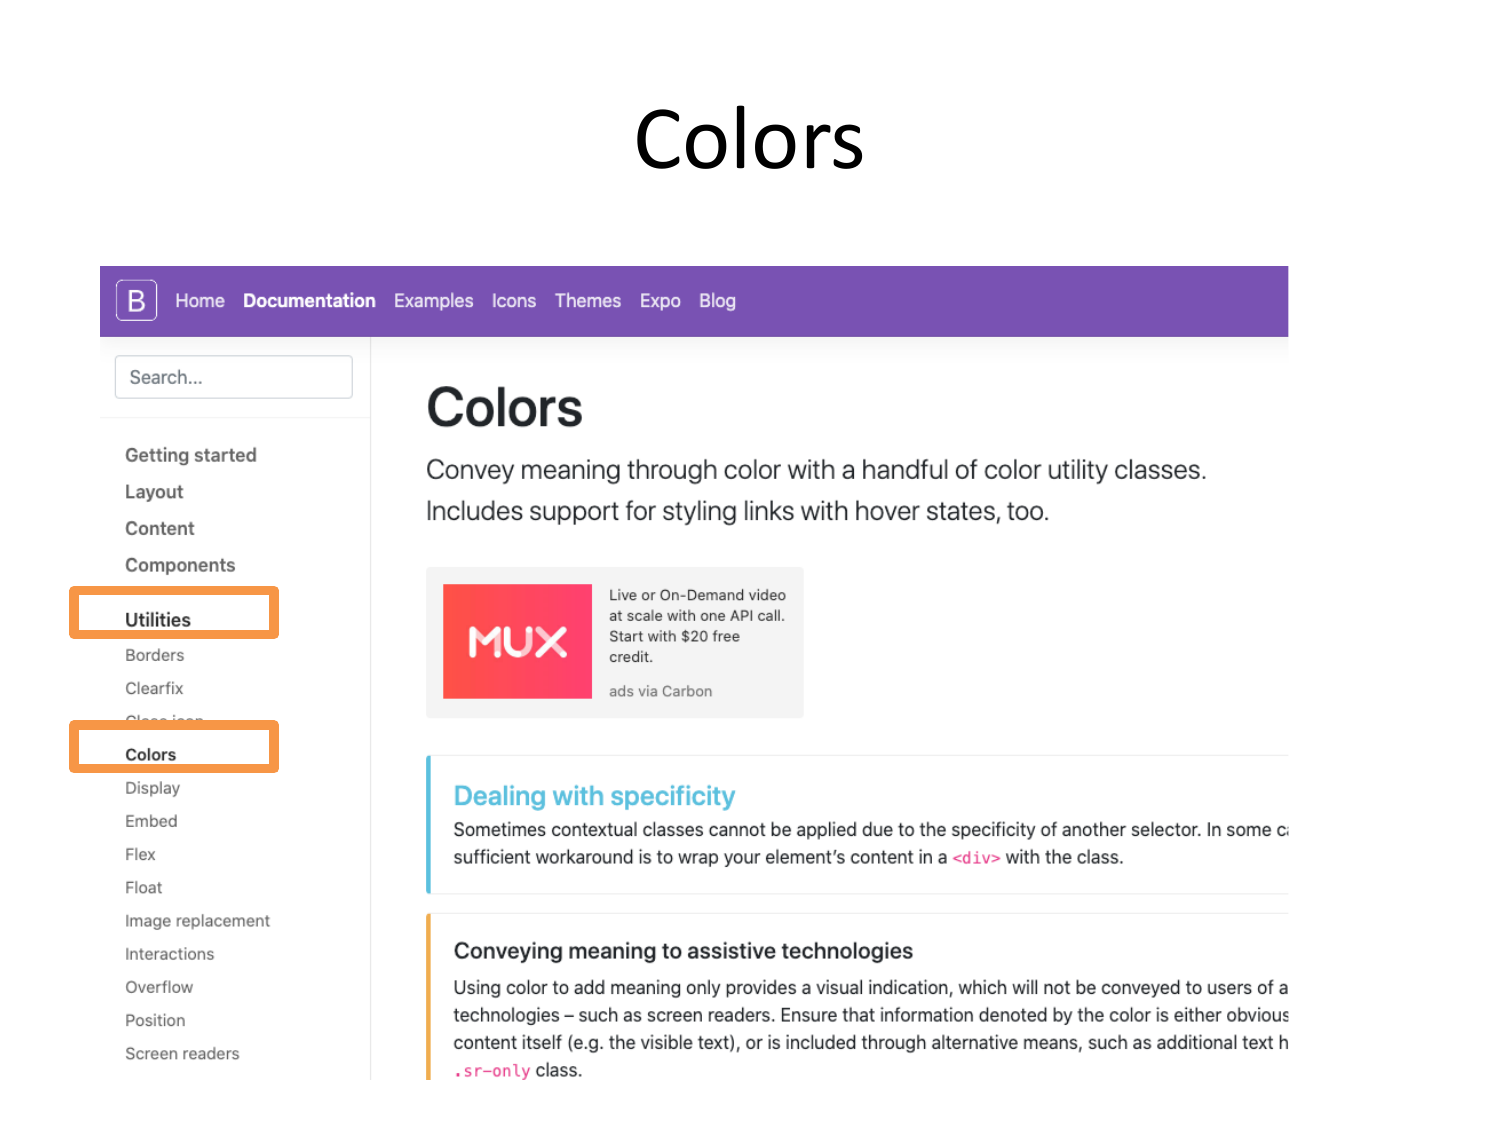 Colors
B Home Documentation Examples Icons Themes Expo Blog
Search...
Getting started
Layout
Content
Components
Utilities
Borders
Clearfix
Close icon
Colors
Display
Embed
Flex
Float
Image replacement
Interactions
Overflow
Position
Screen readers
Colors
Convey meaning through color with a handful of color utility classes.
Includes support for styling links with hover states, too.
MUX
Live or On-Demand video
at scale with one API call.
Start with $20 free
credit.
ads via Carbon
Dealing with specificity
Sometimes contextual classes cannot be applied due to the specificity of another selector. In some
sufficient workaround is to wrap your element’s content in a <div> with the class.
Conveying meaning to assistive technologies
Using color to add meaning only provides a visual indication, which will not be conveyed to users of a
technologies – such as screen readers. Ensure that information denoted by the color is either obvious
content itself (e.g. the visible text), or is included through alternative means, such as additional text h
.sr-only class.